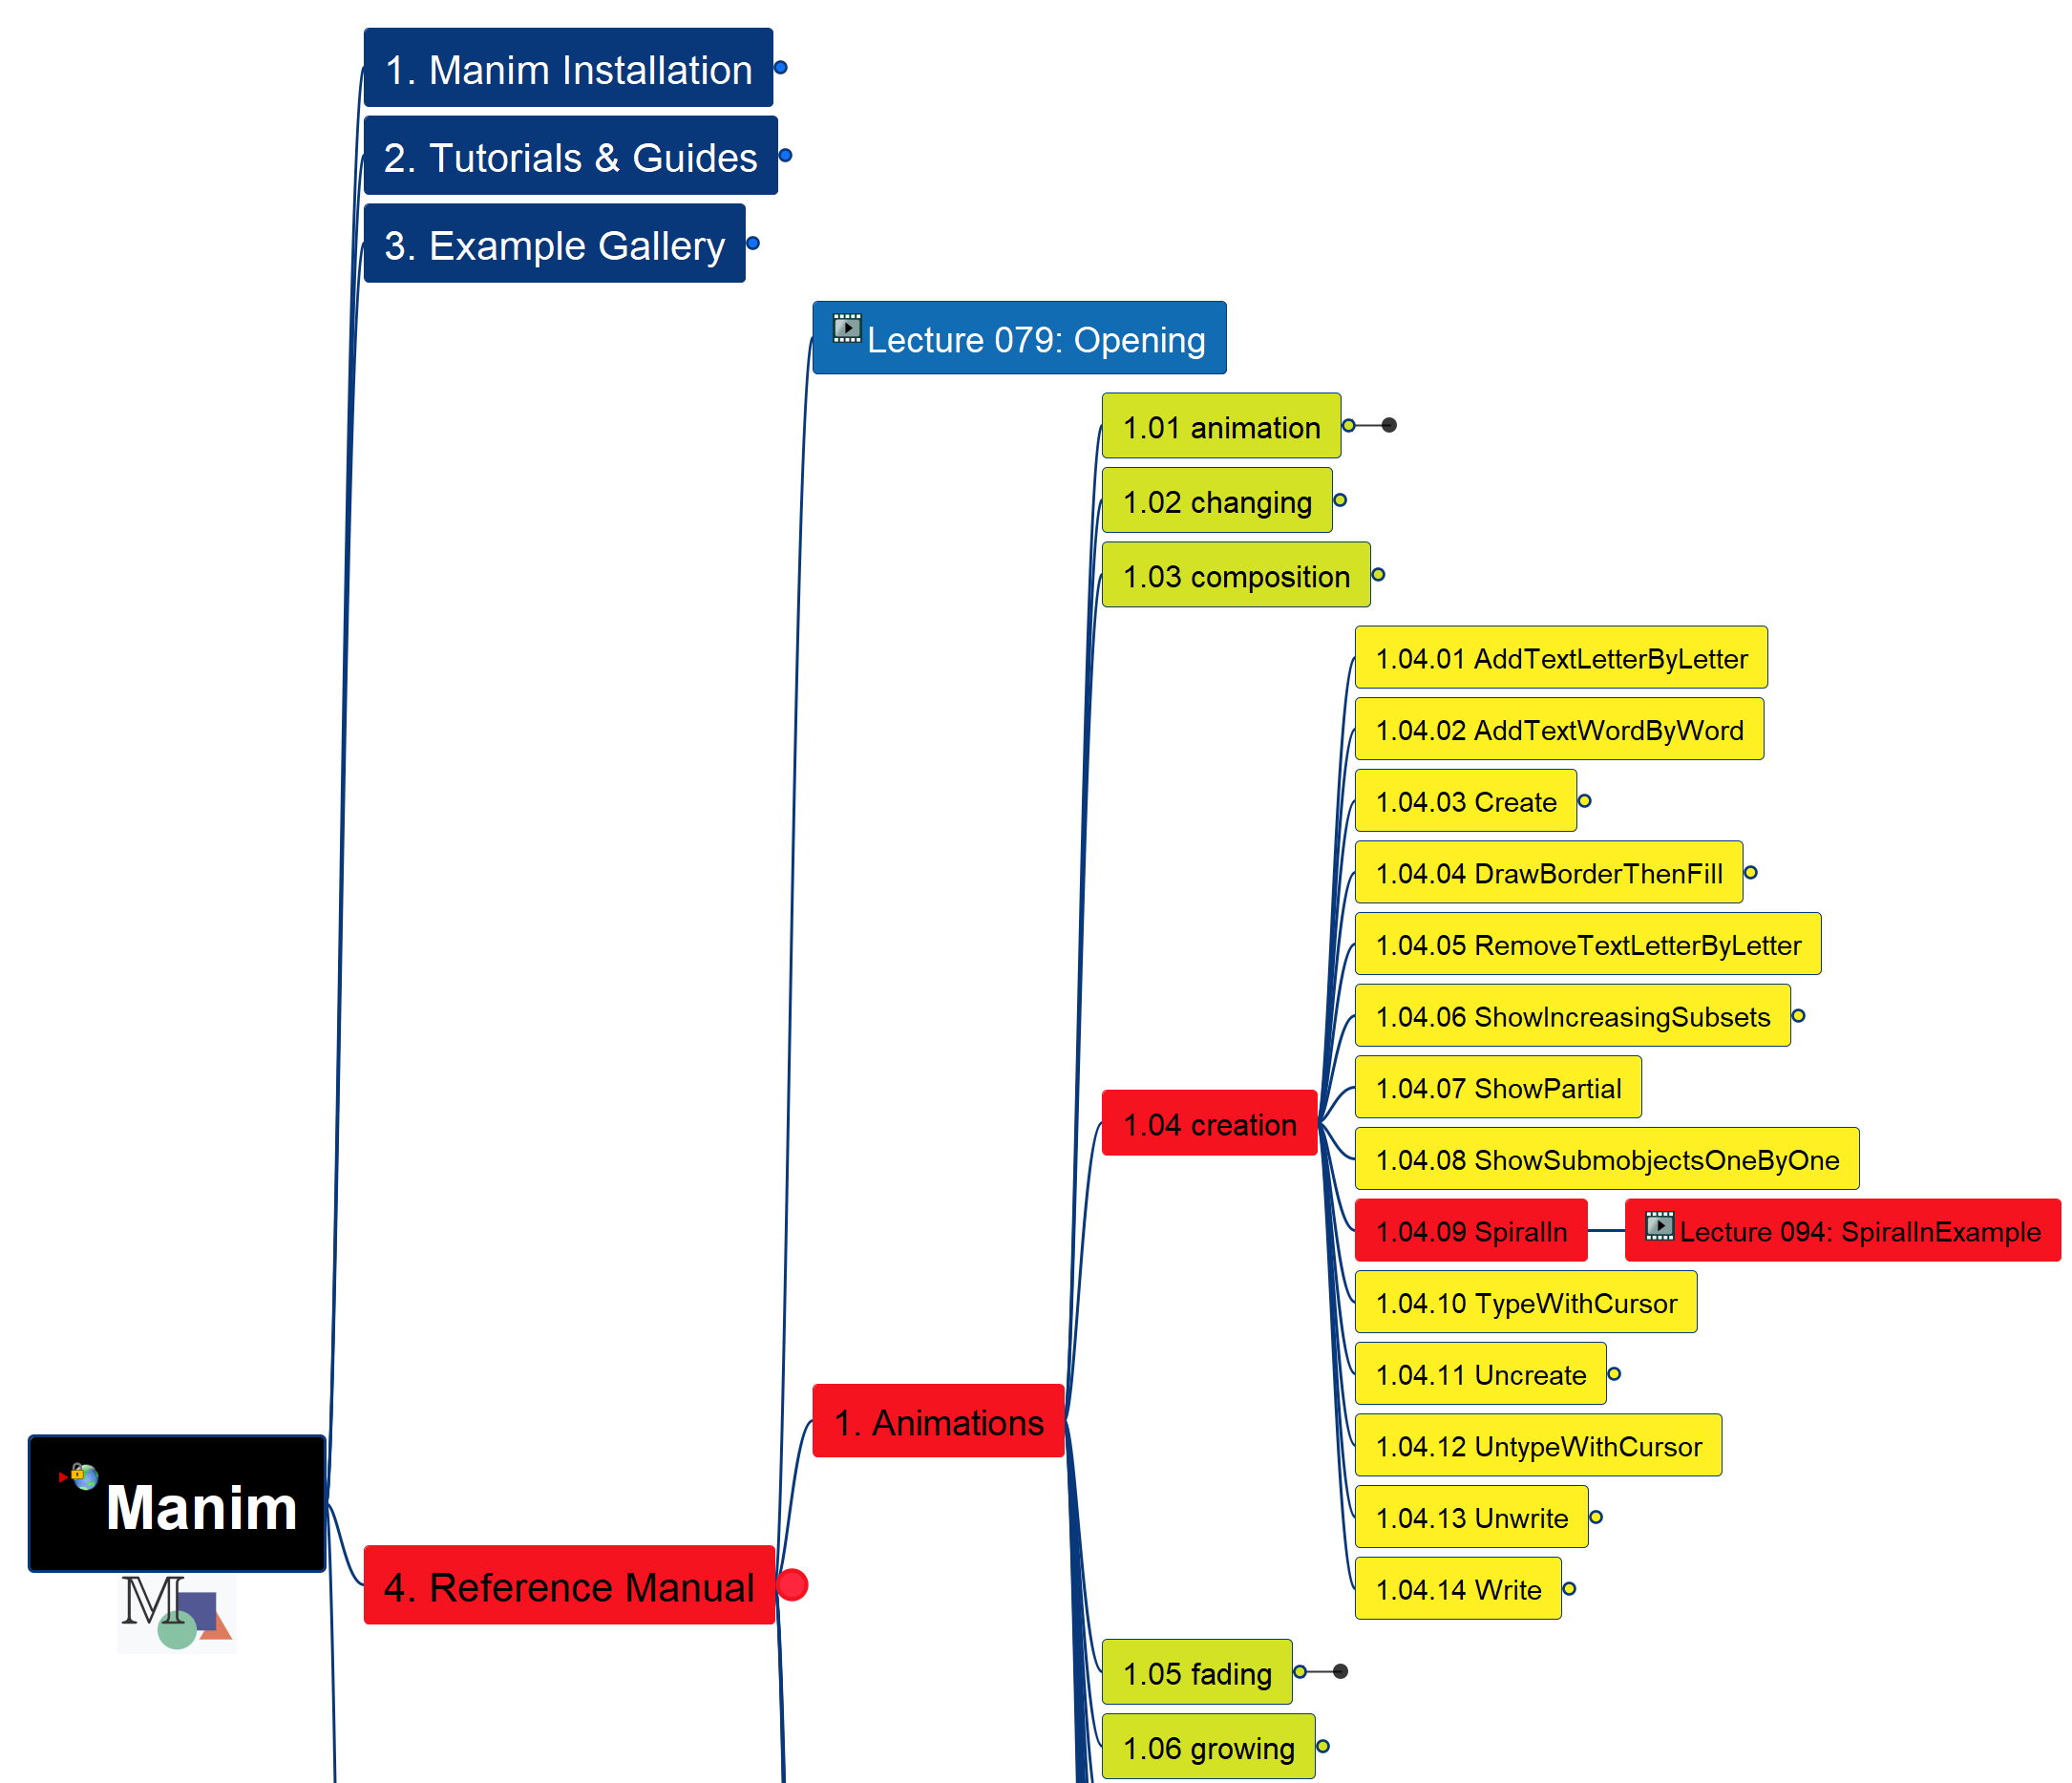 1. Manim Installation
2. Tutorials & Guides
3. Example Gallery
Lecture 079: Opening
1.01 animation
1.02 changing
1.03 composition
1.04.01 AddTextLetterByLetter
1.04.02 AddTextWordByWord
1.04.03 Create
1.04.04 DrawBorderThenFill
1.04.05 RemoveTextLetterByLetter
1.04.06 ShowIncreasingSubsets
1.04.07 ShowPartial
1.04 creation
1.04.08 ShowSubmobjectsOneByOne
1.04.09 SpiralIn
Lecture 094: SpiralInExample
1.04.10 TypeWithCursor
1.04.11 Uncreate
1. Animations
1.04.12 UntypeWithCursor
Manim
1.04.13 Unwrite
4. Reference Manual
1.04.14 Write
M
1.05 fading
1.06 growing